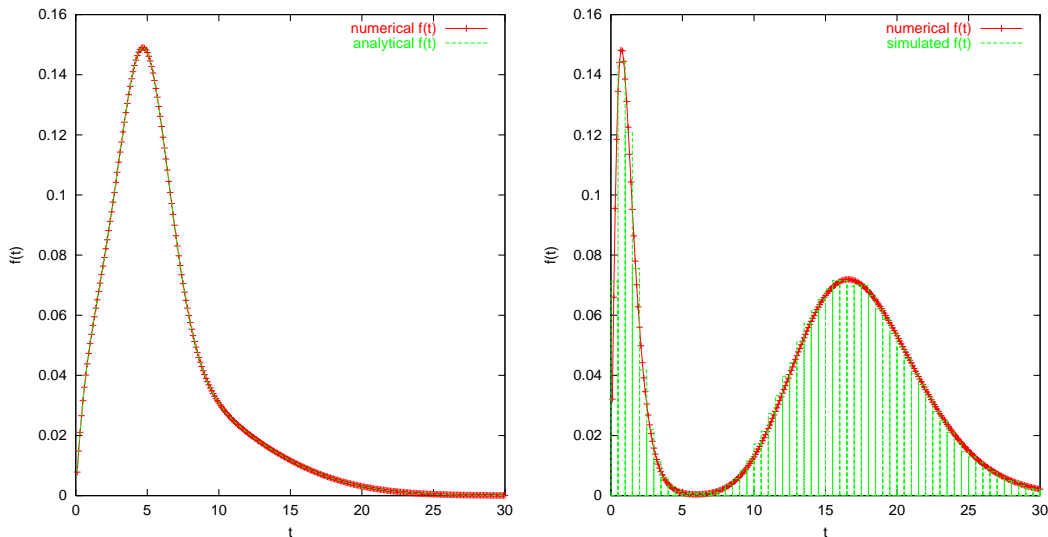 0.16
0.14
0.12
0.1
0.08
0.06
0.04
0.02
0
f(t)
numerical f(t)
analytical f(t)
0 5 10 15 20 25 30
t
0.16
0.14
0.12
0.1
0.08
0.06
0.04
0.02
0
f(t)
numerical f(t)
simulated f(t)
0 5 10 15 20 25 30
t